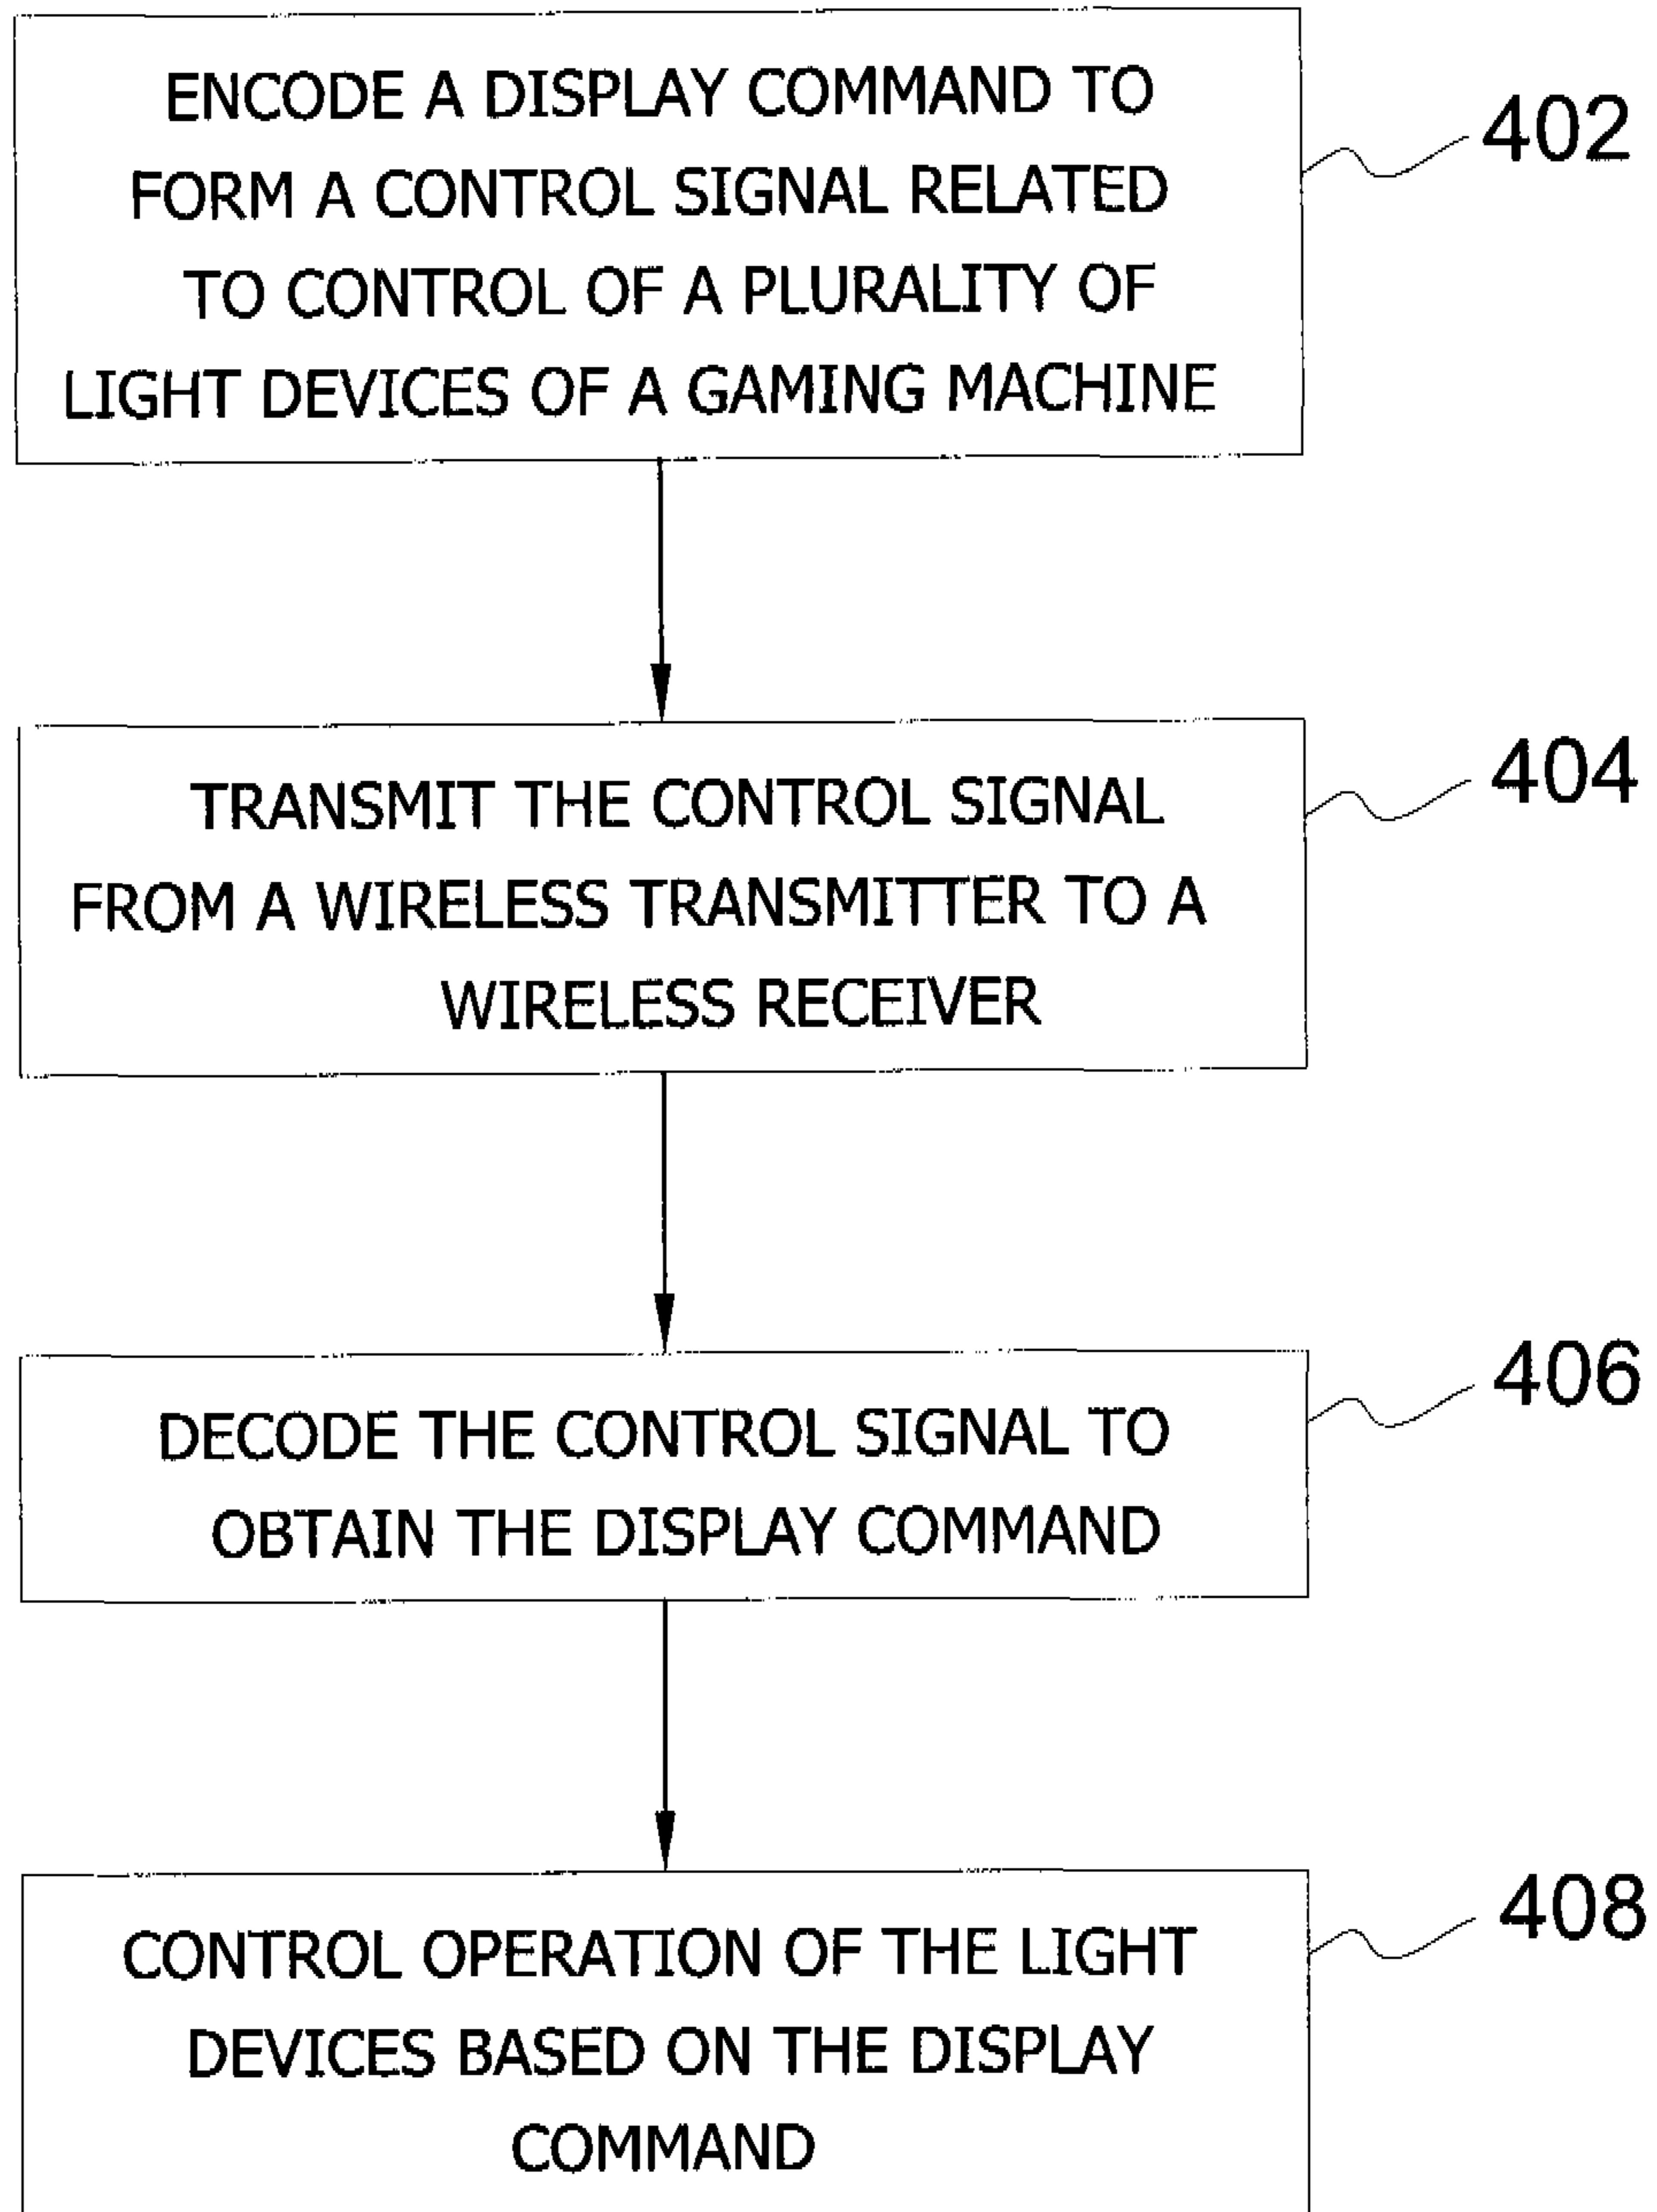 ENCODE A DISPLAY COMMAND TO
FORM A CONTROL SIGNAL RELATED
TO CONTROL OF A PLURALITY OF
LIGHT DEVICES OF A GAMING MACHINE
402
TRANSMIT THE CONTROL SIGNAL
FROM A WIRELESS TRANSMITTER TO A
WIRELESS RECEIVER
404
DECODE THE CONTROL SIGNAL TO
OBTAIN THE DISPLAY COMMAND
406
CONTROL OPERATION OF THE LIGHT
DEVICES BASED ON THE DISPLAY
COMMAND
408